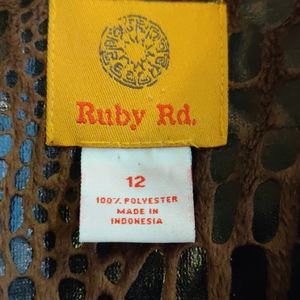 Ruby Rd.
12
100% POLYESTER
MADE IN
INDONESIA